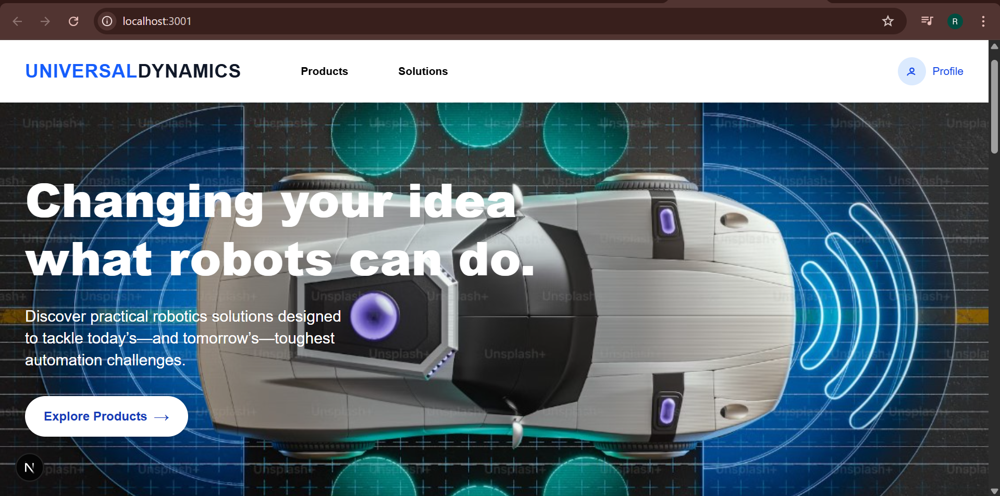 localhost:3001
R
UNIVERSALDYNAMICS
Products
Solutions
Profile
Unsplash+
Changing your idea
what robots can do.
Discover practical robotics solutions designed
to tackle today’s—and tomorrow’s—toughest
automation challenges.
Explore Products →
N